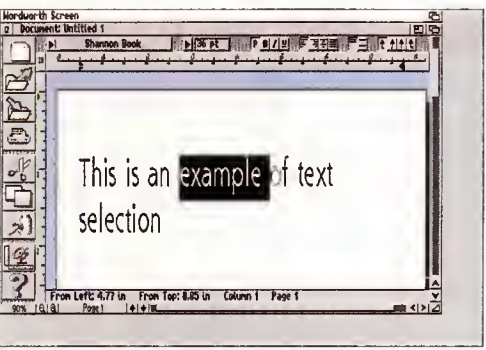 Wordworth Screen
Document: Untitled 1
Shannon Book 36 pt P B I U
This is an example of text
selection
From Left: 4.77 in From Top: 8.85 in Column 1 Page 1
90% Page 1